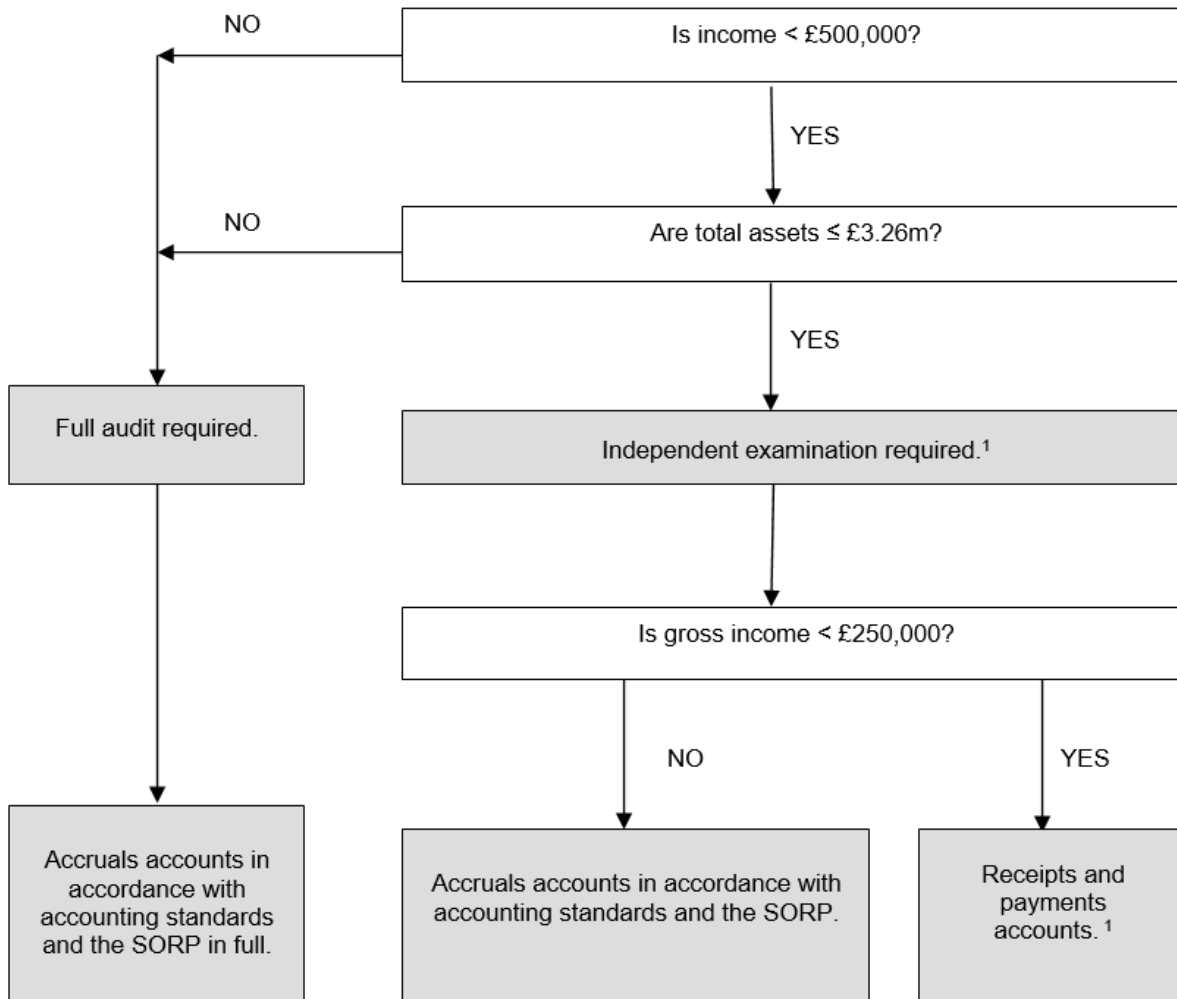 NO
Is income < £500,000?
YES
NO
Are total assets ≤ £3.26m?
YES
Full audit required.
Independent examination required.¹
Is gross income < £250,000?
NO
YES
Accruals accounts in
accordance with
accounting standards
and the SORP in full.
Accruals accounts in accordance with
accounting standards and the SORP.
Receipts and
payments
accounts. ¹